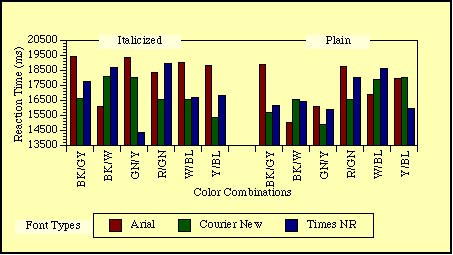 Italicized Plain
20500
19500
18500
17500
16500
15500
14500
13500
Reaction Time (ms)
BK/GY BK/W GN/Y R/GN W/BL Y/BL BK/GY BK/W GN/Y R/GN W/BL Y/BL
Color Combinations
Font Types Arial Courier New Times NR